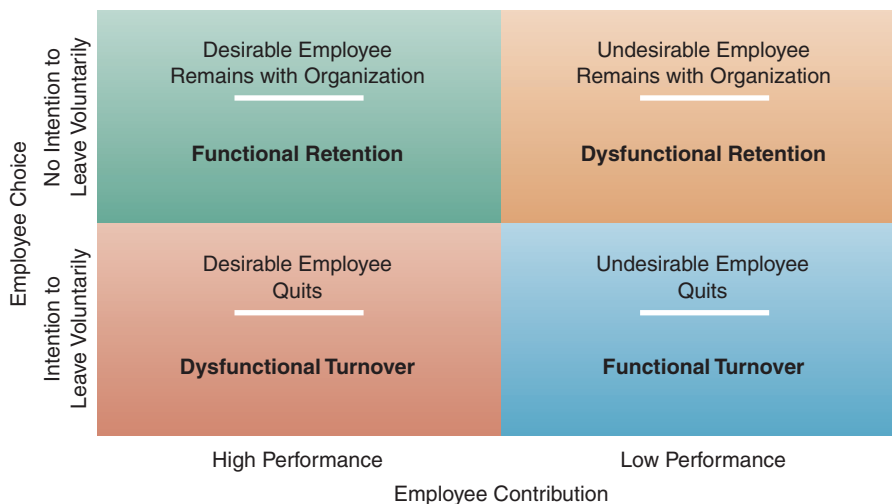 Employee Choice
No Intention to
Leave Voluntarily
Desirable Employee
Remains with Organization
Functional Retention
Undesirable Employee
Remains with Organization
Dysfunctional Retention
Intention to
Leave Voluntarily
Desirable Employee
Quits
Dysfunctional Turnover
Undesirable Employee
Quits
Functional Turnover
High Performance
Low Performance
Employee Contribution